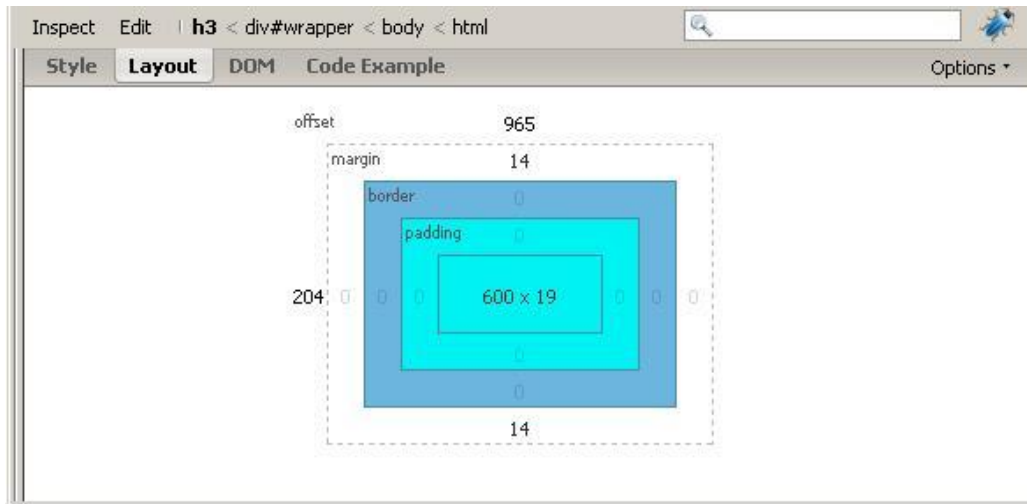 Inspect Edit h3 < div#wrapper < body < html
Style Layout DOM Code Example Options
offset 965
margin 14
border 0
padding 0
204 0 0 0 600 x 19 0 0 0
0
0
14